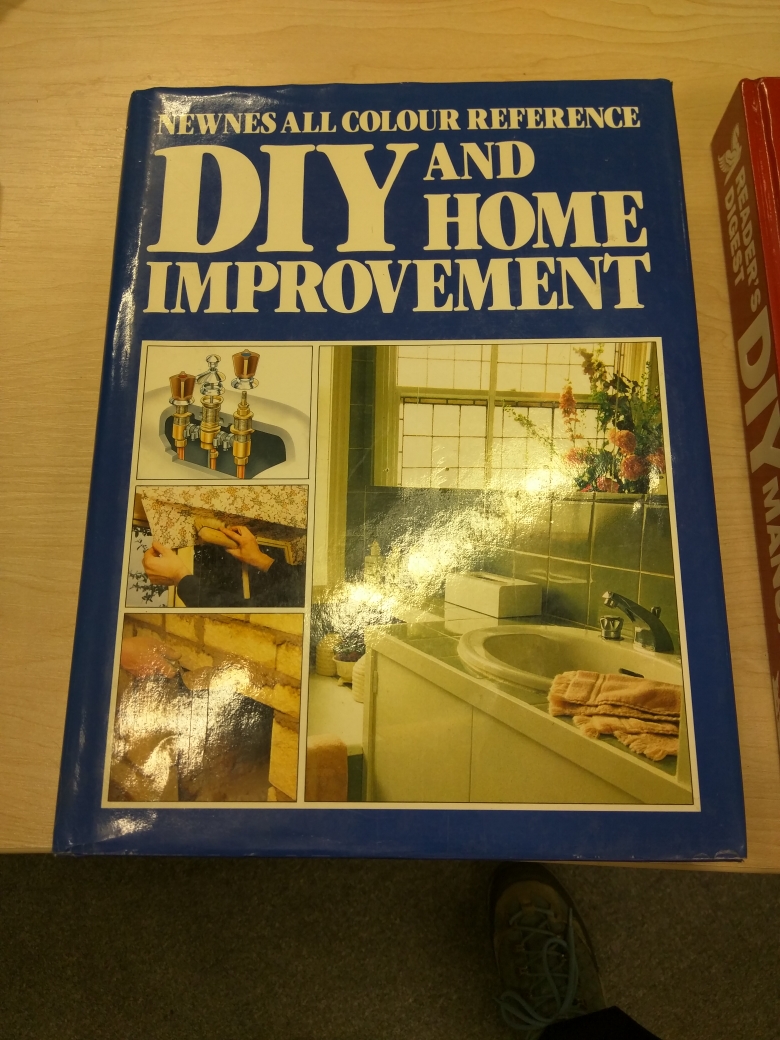 NEWNES ALL COLOUR REFERENCE
DIY AND
HOME
IMPROVEMENT
READER'S
DIGEST
DIY